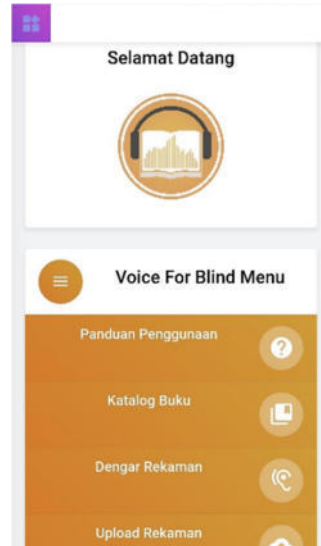 Selamat Datang
Voice For Blind Menu
Panduan Penggunaan
Katalog Buku
Dengar Rekaman
Upload Rekaman